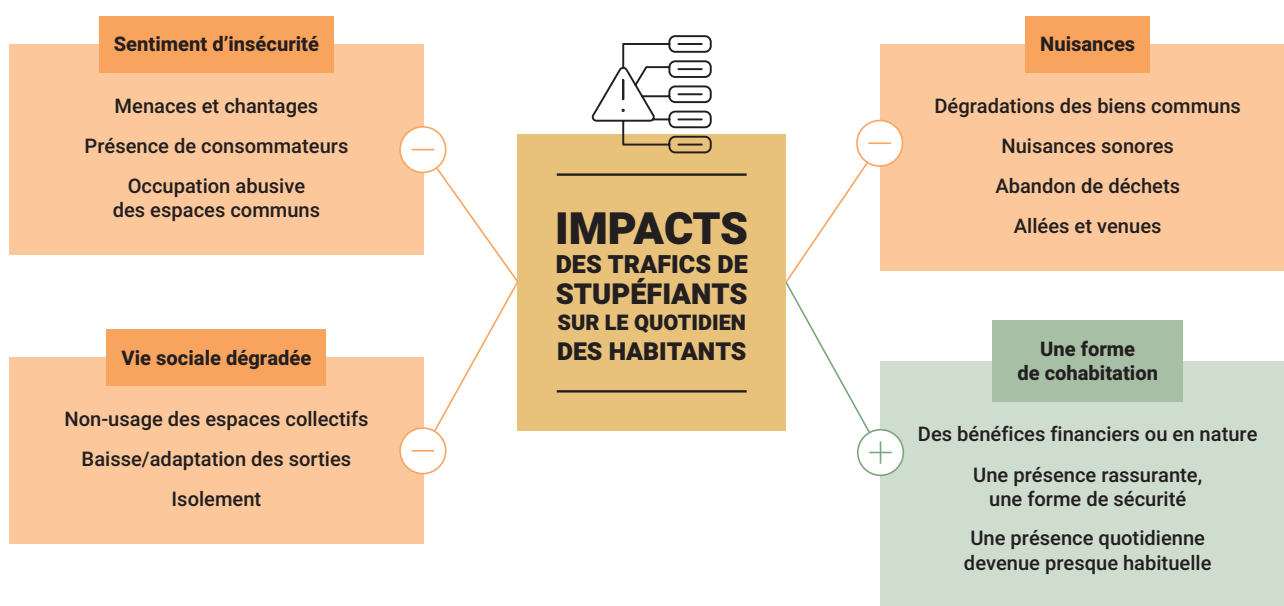 Sentiment d'insécurité
Menaces et chantages
Présence de consommateurs
Occupation abusive
des espaces communs
Vie sociale dégradée
Non-usage des espaces collectifs
Baisse/adaptation des sorties
Isolement
IMPACTS
DES TRAFICS DE
STUPÉFIANTS
SUR LE QUOTIDIEN
DES HABITANTS
Nuisances
Dégradations des biens communs
Nuisances sonores
Abandon de déchets
Allées et venues
Une forme
de cohabitation
Des bénéfices financiers ou en nature
Une présence rassurante,
une forme de sécurité
Une présence quotidienne
devenue presque habituelle